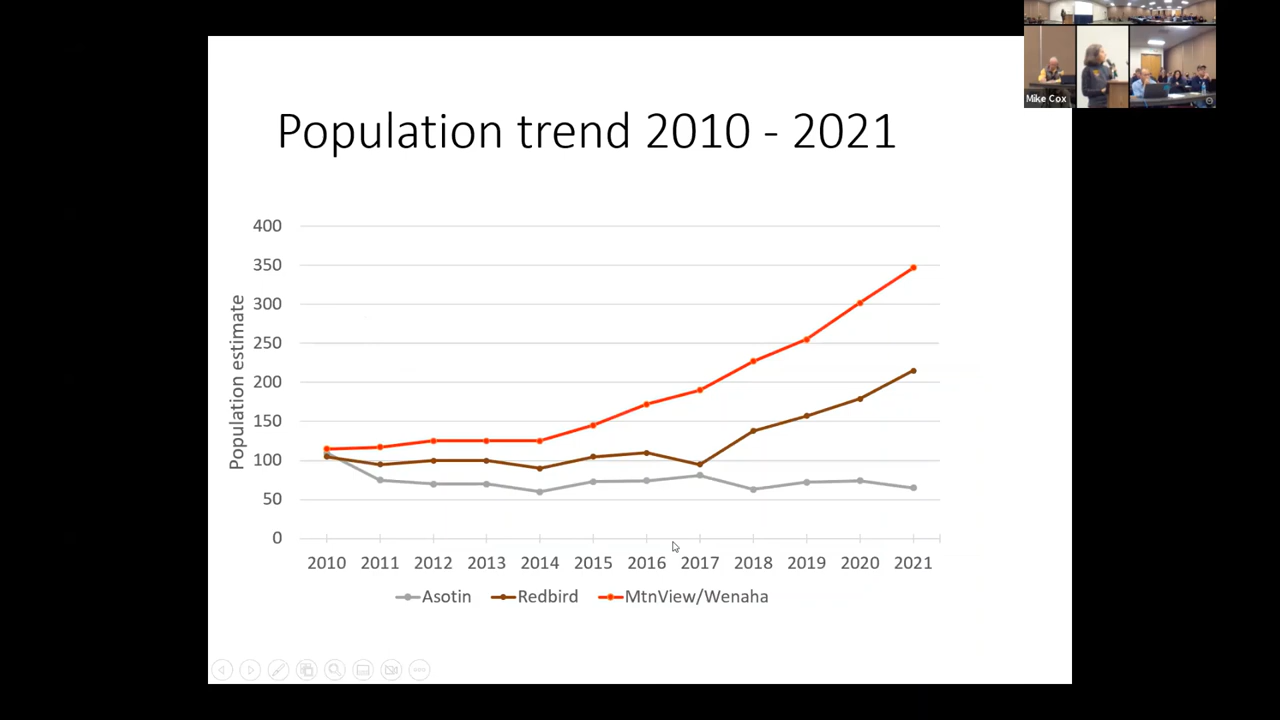 Mike Cox
Population trend 2010 - 2021
Population estimate
400
350
300
250
200
150
100
50
0
2010 2011 2012 2013 2014 2015 2016 2017 2018 2019 2020 2021
Asotin Redbird MtnView/Wenaha